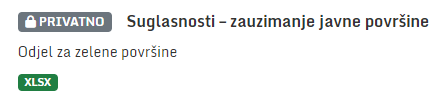 PRIVATNO Suglasnosti – zauzimanje javne površine
Odjel za zelene površine
XLSX